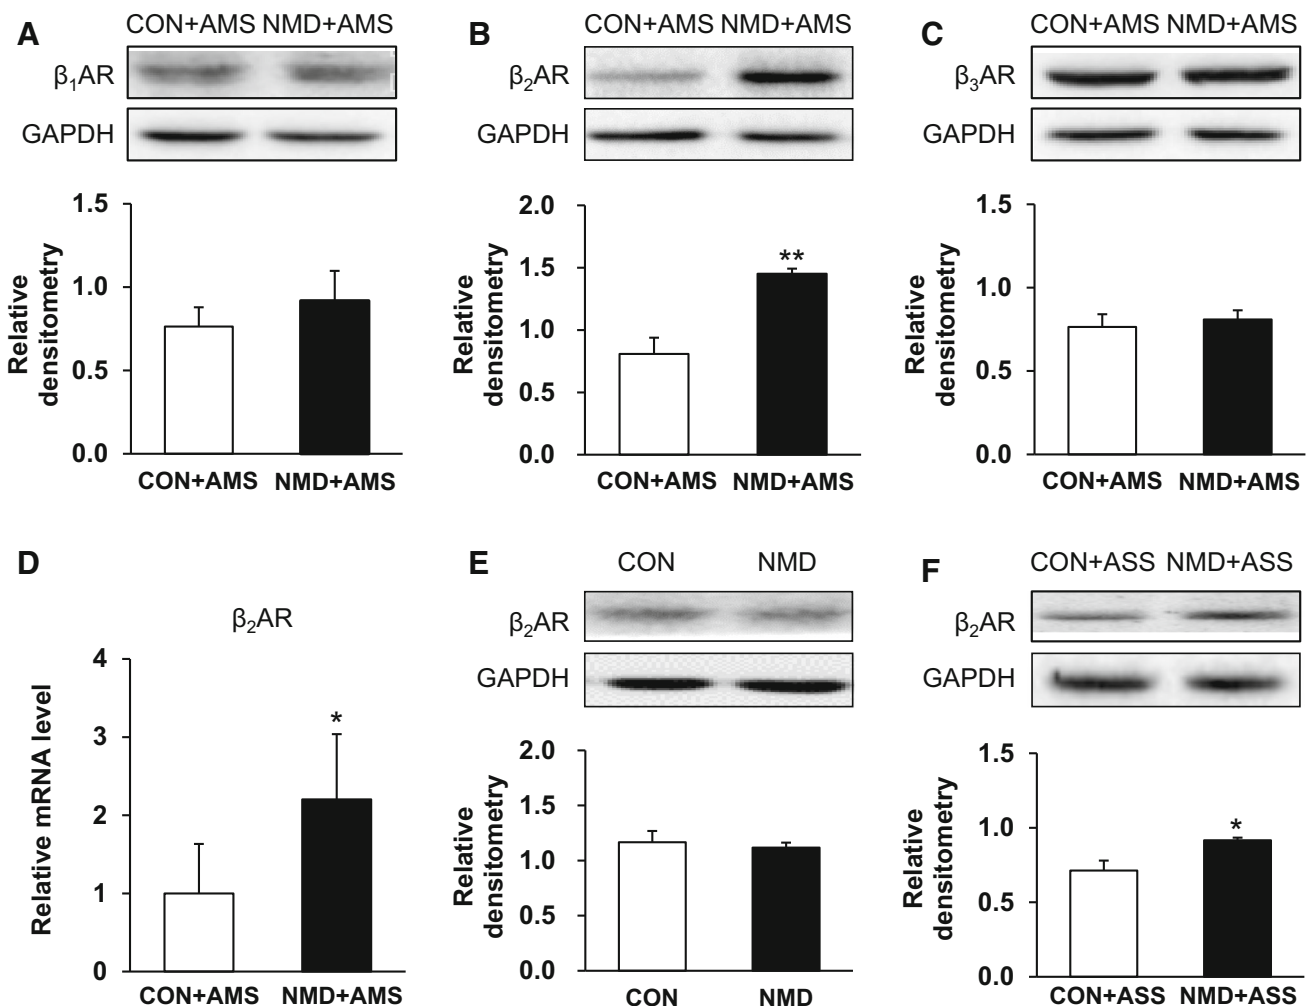 A
CON+AMS NMD+AMS
β₁AR
GAPDH
Relative
densitometry
1.5
1.0
0.5
0.0
CON+AMS NMD+AMS
B
CON+AMS NMD+AMS
β₂AR
GAPDH
Relative
densitometry
2.0
1.5
1.0
0.5
0.0
**
CON+AMS NMD+AMS
C
CON+AMS NMD+AMS
β₃AR
GAPDH
Relative
densitometry
1.5
1.0
0.5
0.0
CON+AMS NMD+AMS
D
β₂AR
Relative mRNA level
4
3
2
1
0
*
CON+AMS NMD+AMS
E
CON NMD
β₂AR
GAPDH
Relative
densitometry
2.0
1.5
1.0
0.5
0.0
CON NMD
F
CON+ASS NMD+ASS
β₂AR
GAPDH
Relative
densitometry
1.5
1.0
0.5
0.0
*
CON+ASS NMD+ASS